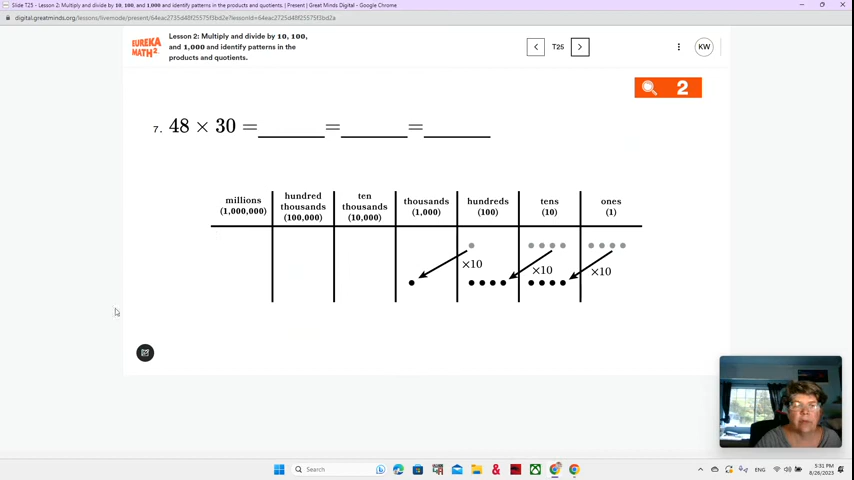 Slide T25 - Lesson 2: Multiply and divide by 10, 100, and 1,000 and identify patterns in the products and quotients. | Present | Great Minds Digital - Google Chrome
digital.greatminds.org/lessons/livemode/present/64eac2735d48f25575f3bd2e?lessonId=64eac2725d48f25575f3bd2a
EUREKA MATH²
Lesson 2: Multiply and divide by 10, 100,
and 1,000 and identify patterns in the
products and quotients.
T25
KW
2
7. 48 × 30 = ______ = ______ = ______
millions (1,000,000)
hundred thousands (100,000)
ten thousands (10,000)
thousands (1,000)
hundreds (100)
tens (10)
ones (1)
×10
×10
×10
Search
ENG
5:31 PM
8/26/2023